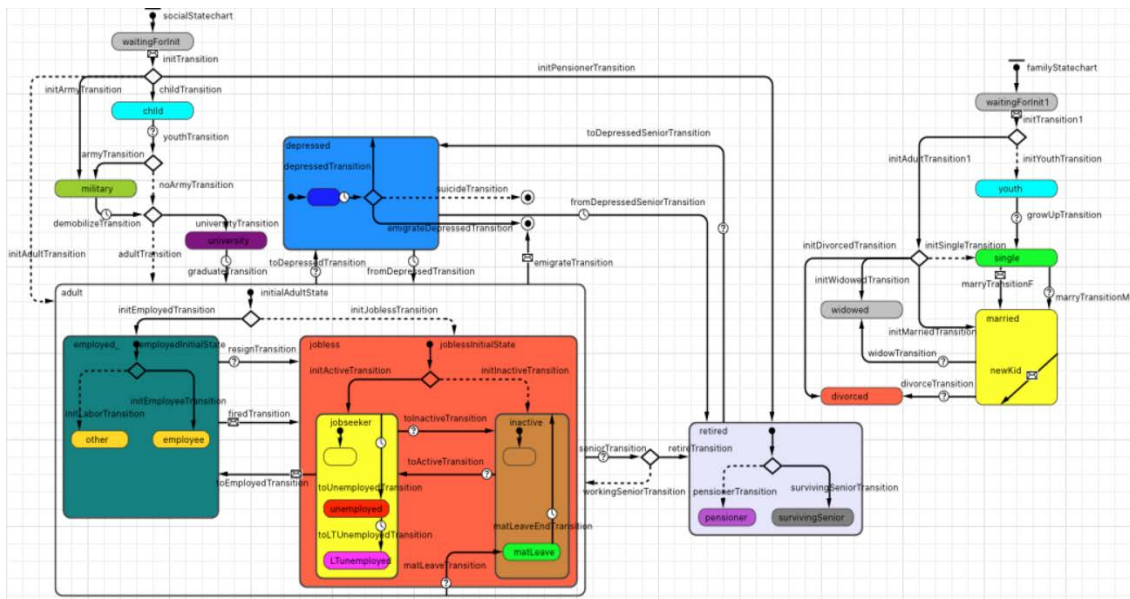 socialStatechart
waitingForInit
initTransition
initPensionerTransition
initArmyTransition
childTransition
child
youthTransition
armyTransition
military
noArmyTransition
demobilizeTransition
universityTransition
university
initAdultTransition
adultTransition
graduateTransition
depressed
depressedTransition
suicideTransition
emigrateDepressedTransition
toDepressedTransition
fromDepressedTransition
emigrateTransition
toDepressedSeniorTransition
fromDepressedSeniorTransition
adult
initialAdultState
initEmployedTransition
initJoblessTransition
employed_
employedInitialState
resignTransition
initEmployeeTransition
initLaborTransition
firedTransition
other
employee
toEmployedTransition
jobless
joblessInitialState
initActiveTransition
initInactiveTransition
jobseeker
toInactiveTransition
inactive
toActiveTransition
toUnemployedTransition
unemployed
toLTUnemployedTransition
LTunemployed
matLeaveEndTransition
matLeave
matLeaveTransition
seniorTransition
retireTransition
workingSeniorTransition
retired
pensionerTransition
survivingSeniorTransition
pensioner
survivingSenior
familyStatechart
waitingForInit1
initTransition1
initAdultTransition1
initYouthTransition
youth
growUpTransition
initDivorcedTransition
initSingleTransition
single
initWidowedTransition
marryTransitionF
marryTransitionM
widowed
married
initMarriedTransition
widowTransition
newKid
divorceTransition
divorced